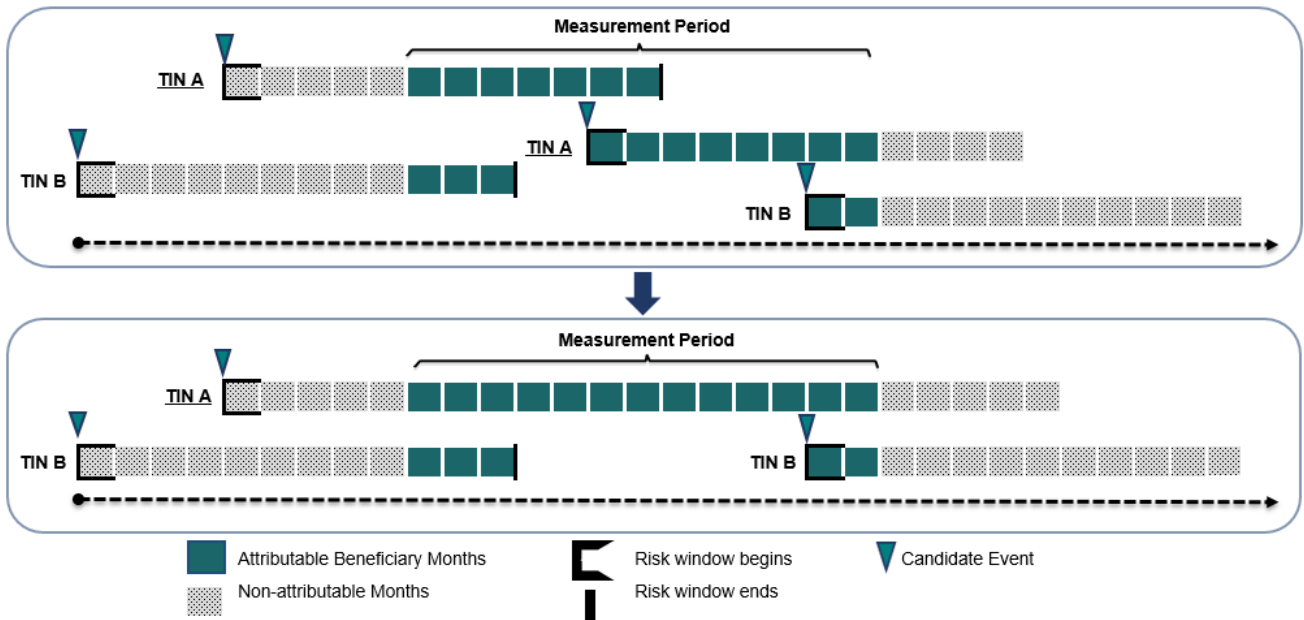 Measurement Period
TIN A
TIN A
TIN B
TIN B
Measurement Period
TIN A
TIN B
TIN B
Attributable Beneficiary Months
Risk window begins
Candidate Event
Non-attributable Months
Risk window ends